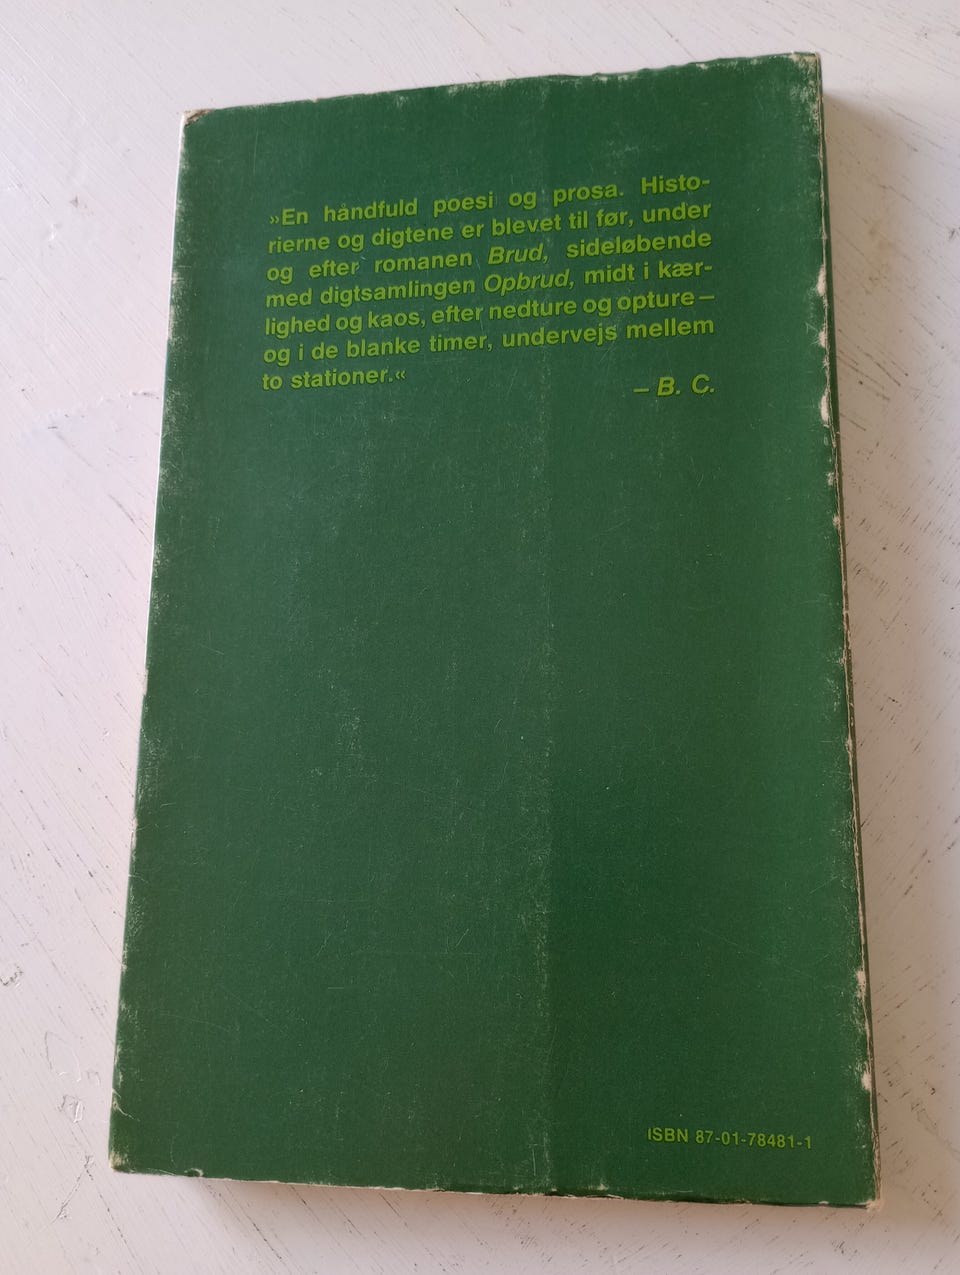 »En håndfuld poesi og prosa. Histo-
rierne og digtene er blevet til før, under
og efter romanen Brud, sideløbende
med digtsamlingen Opbrud, midt i kær-
lighed og kaos, efter nedture og opture –
og i de blanke timer, undervejs mellem
to stationer.«
– B. C.
ISBN 87-01-78481-1